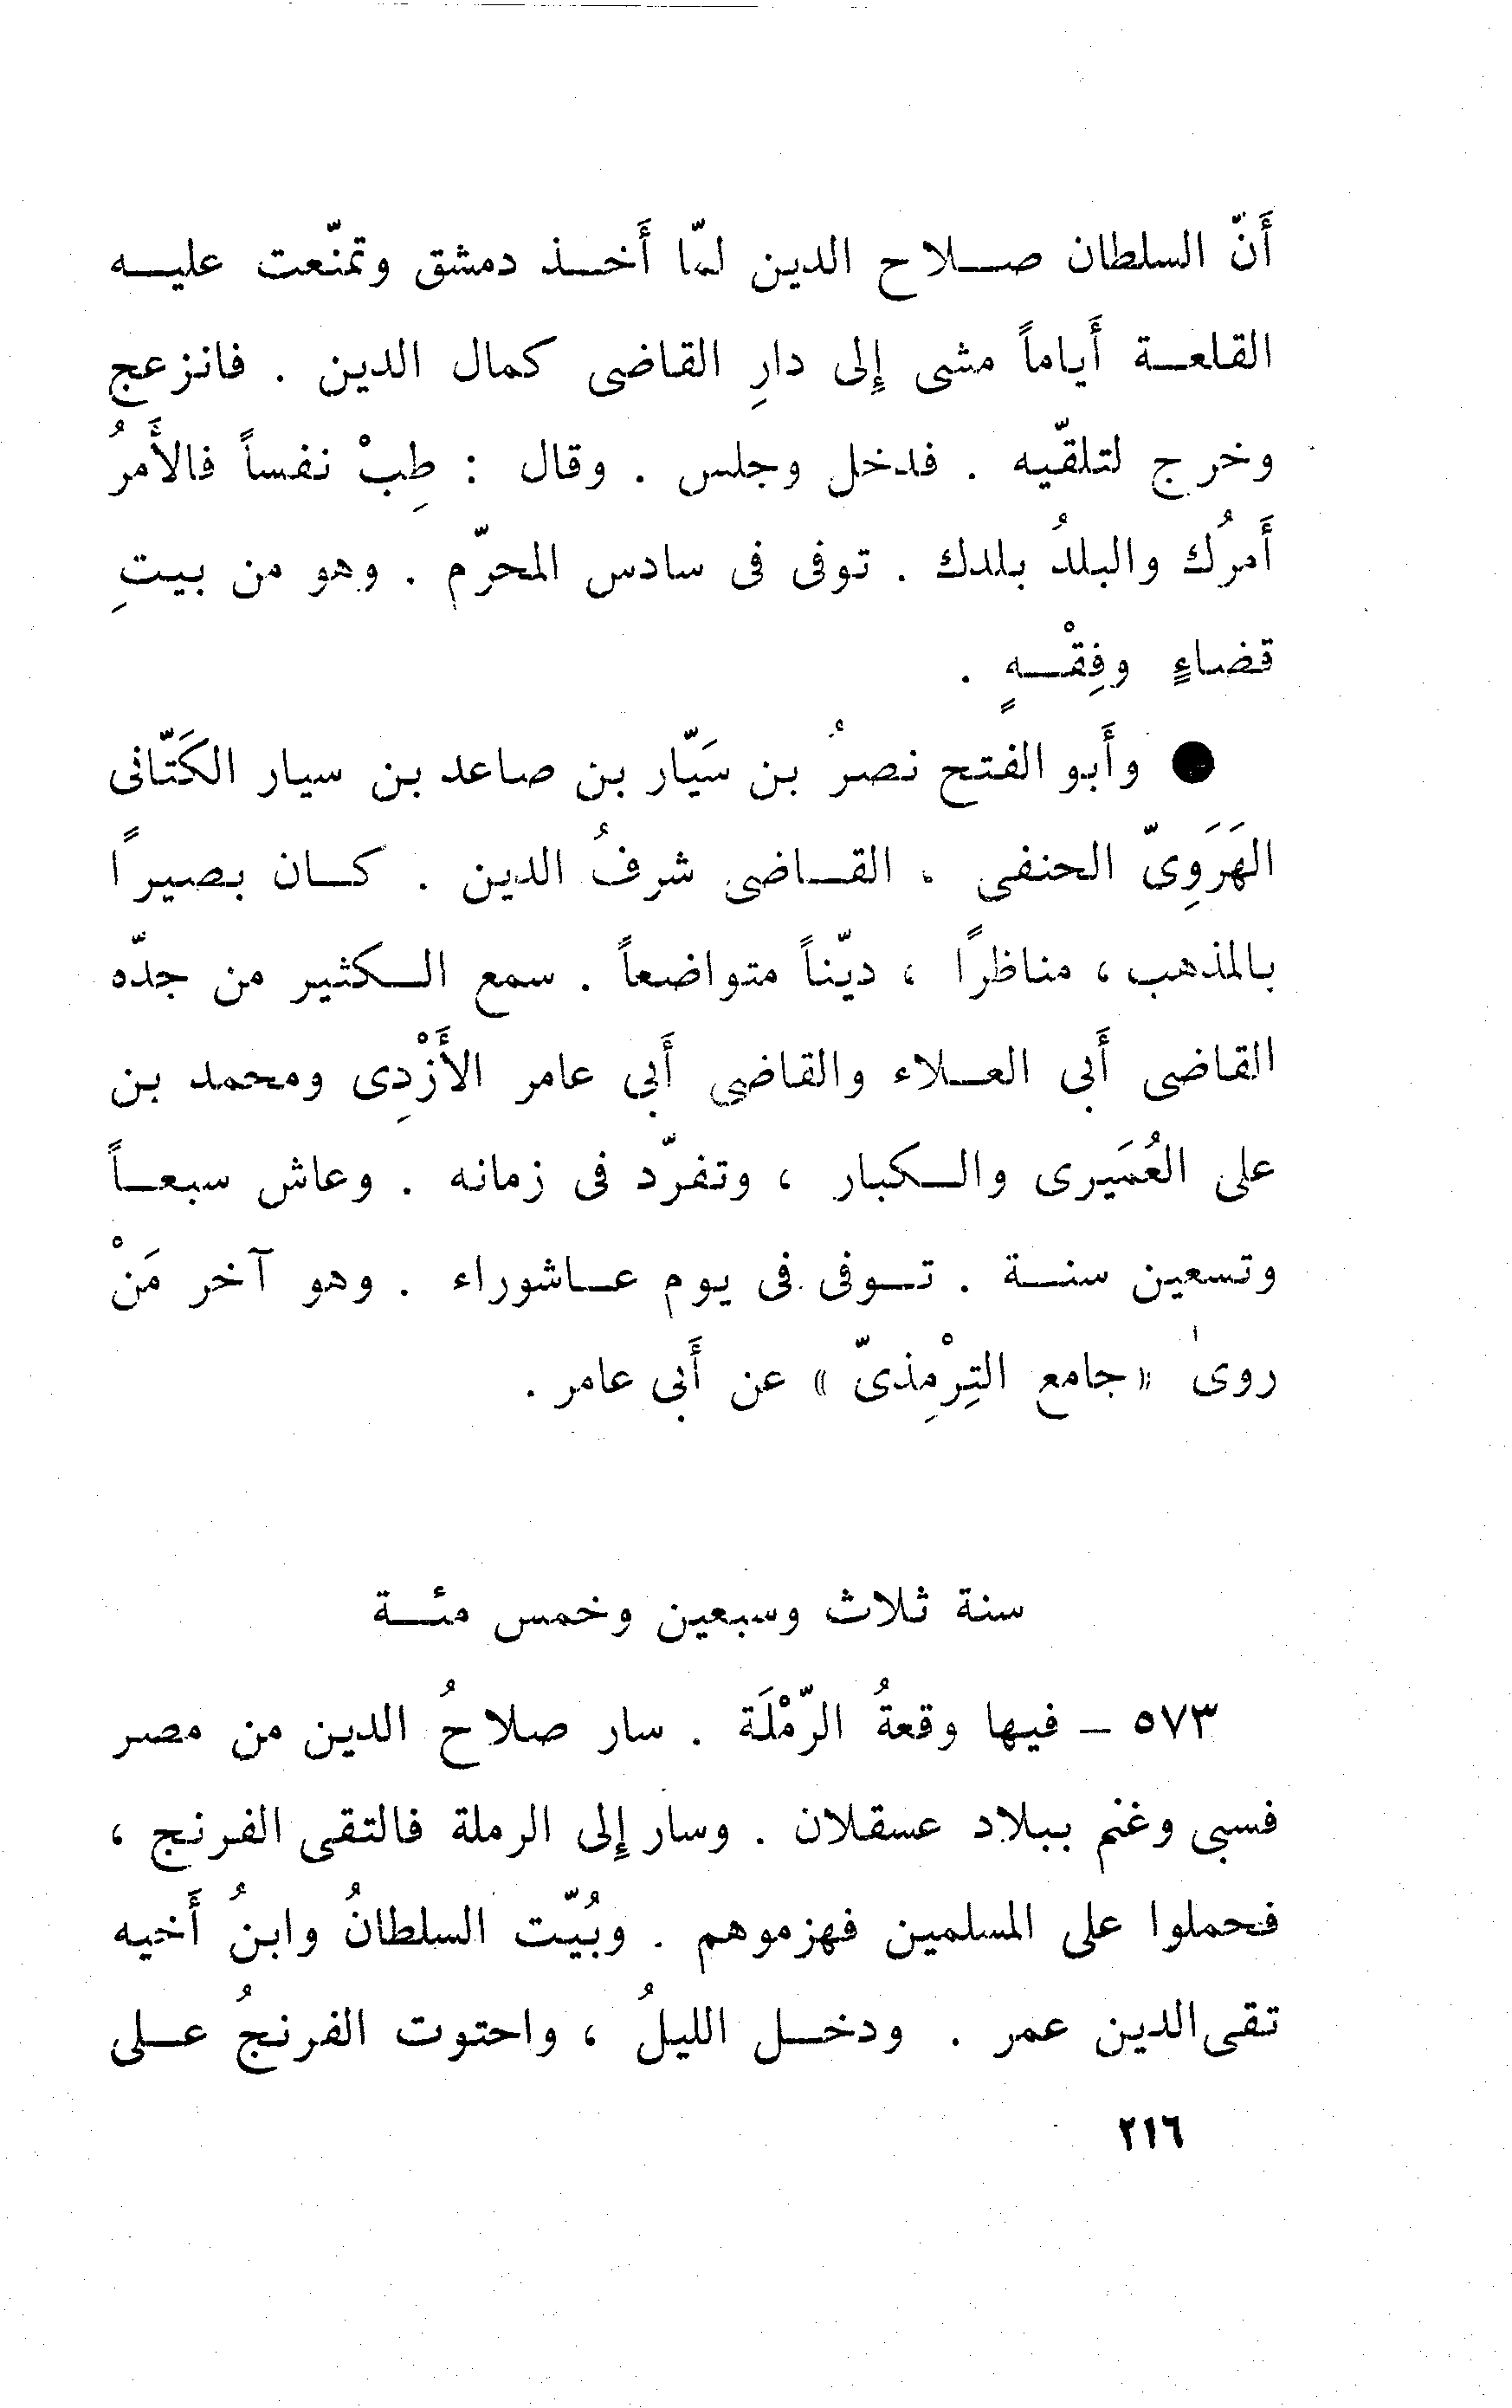 أَنّ السلطان صلاح الدين لمّا أَخذ دمشق وتمنّعت عليه
القلعة أَياماً مشى إلى دارِ القاضى كمال الدين . فانزعج
وخرج لتلقّيه . فدخل وجلس . وقال : طِبْ نفساً فالأَمرُ
أَمرُك والبلدُ بلدك . توفى فى سادس المحرّم . وهو من بيتِ
قضاءٍ وفِقْهٍ .
● وأَبو الفتح نصرُ بن سَيّار بن صاعد بن سيار الكَتّانى
الهَرَوِىّ الحنفى ، القاضى شرفُ الدين . كان بصيراً
بالمذهب ، مناظراً ، ديّناً متواضعاً . سمع الكثير من جدّه
القاضى أَبى العلاء والقاضى أَبى عامر الأَزْدِى ومحمد بن
على العُمَيرى والكبار ، وتفرّد فى زمانه . وعاش سبعاً
وتسعين سنة . توفى فى يوم عاشوراء . وهو آخر مَنْ
روىٰ «جامع التِرْمِذىّ» عن أَبى عامر .
سنة ثلاث وسبعين وخمس مئة
٥٧٣ – فيها وقعةُ الرّمْلَة . سار صلاحُ الدين من مصر
فسبى وغنم ببلاد عسقلان . وسار إلى الرملة فالتقى الفرنج ،
فحملوا على المسلمين فهزموهم . وبُيّت السلطانُ وابنُ أَخيه
تقى الدين عمر . ودخل الليلُ ، واحتوت الفرنجُ على
٢١٦